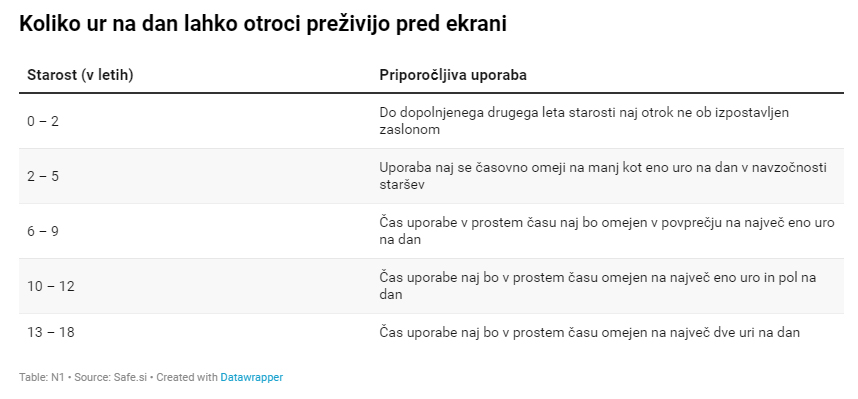 Koliko ur na dan lahko otroci preživijo pred ekrani
Starost (v letih) Priporočljiva uporaba
0 – 2 Do dopolnjenega drugega leta starosti naj otrok ne ob izpostavljen
zaslonom
2 – 5 Uporaba naj se časovno omeji na manj kot eno uro na dan v navzočnosti
staršev
6 – 9 Čas uporabe v prostem času naj bo omejen v povprečju na največ eno uro
na dan
10 – 12 Čas uporabe naj bo v prostem času omejen na največ eno uro in pol na
dan
13 – 18 Čas uporabe naj bo v prostem času omejen na največ dve uri na dan
Table: N1 • Source: Safe.si • Created with Datawrapper